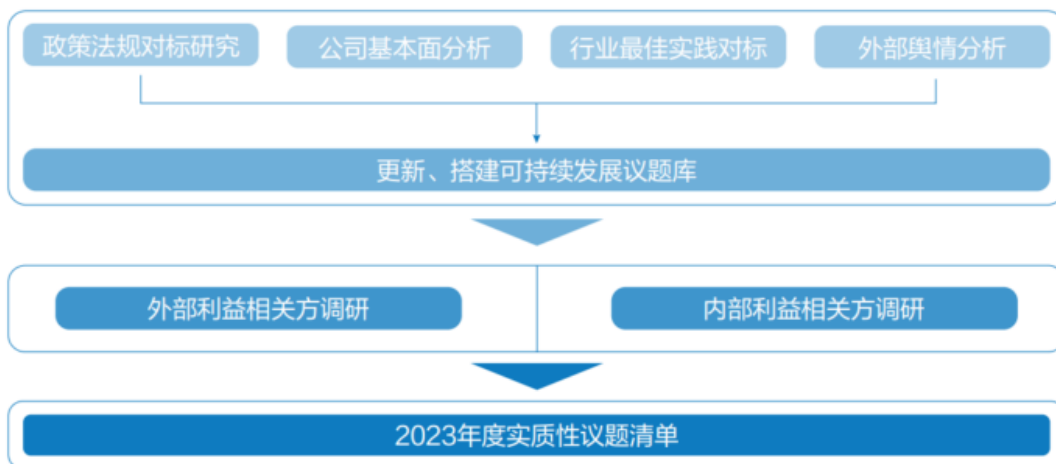 政策法规对标研究
公司基本面分析
行业最佳实践对标
外部舆情分析
更新、搭建可持续发展议题库
外部利益相关方调研
内部利益相关方调研
2023年度实质性议题清单